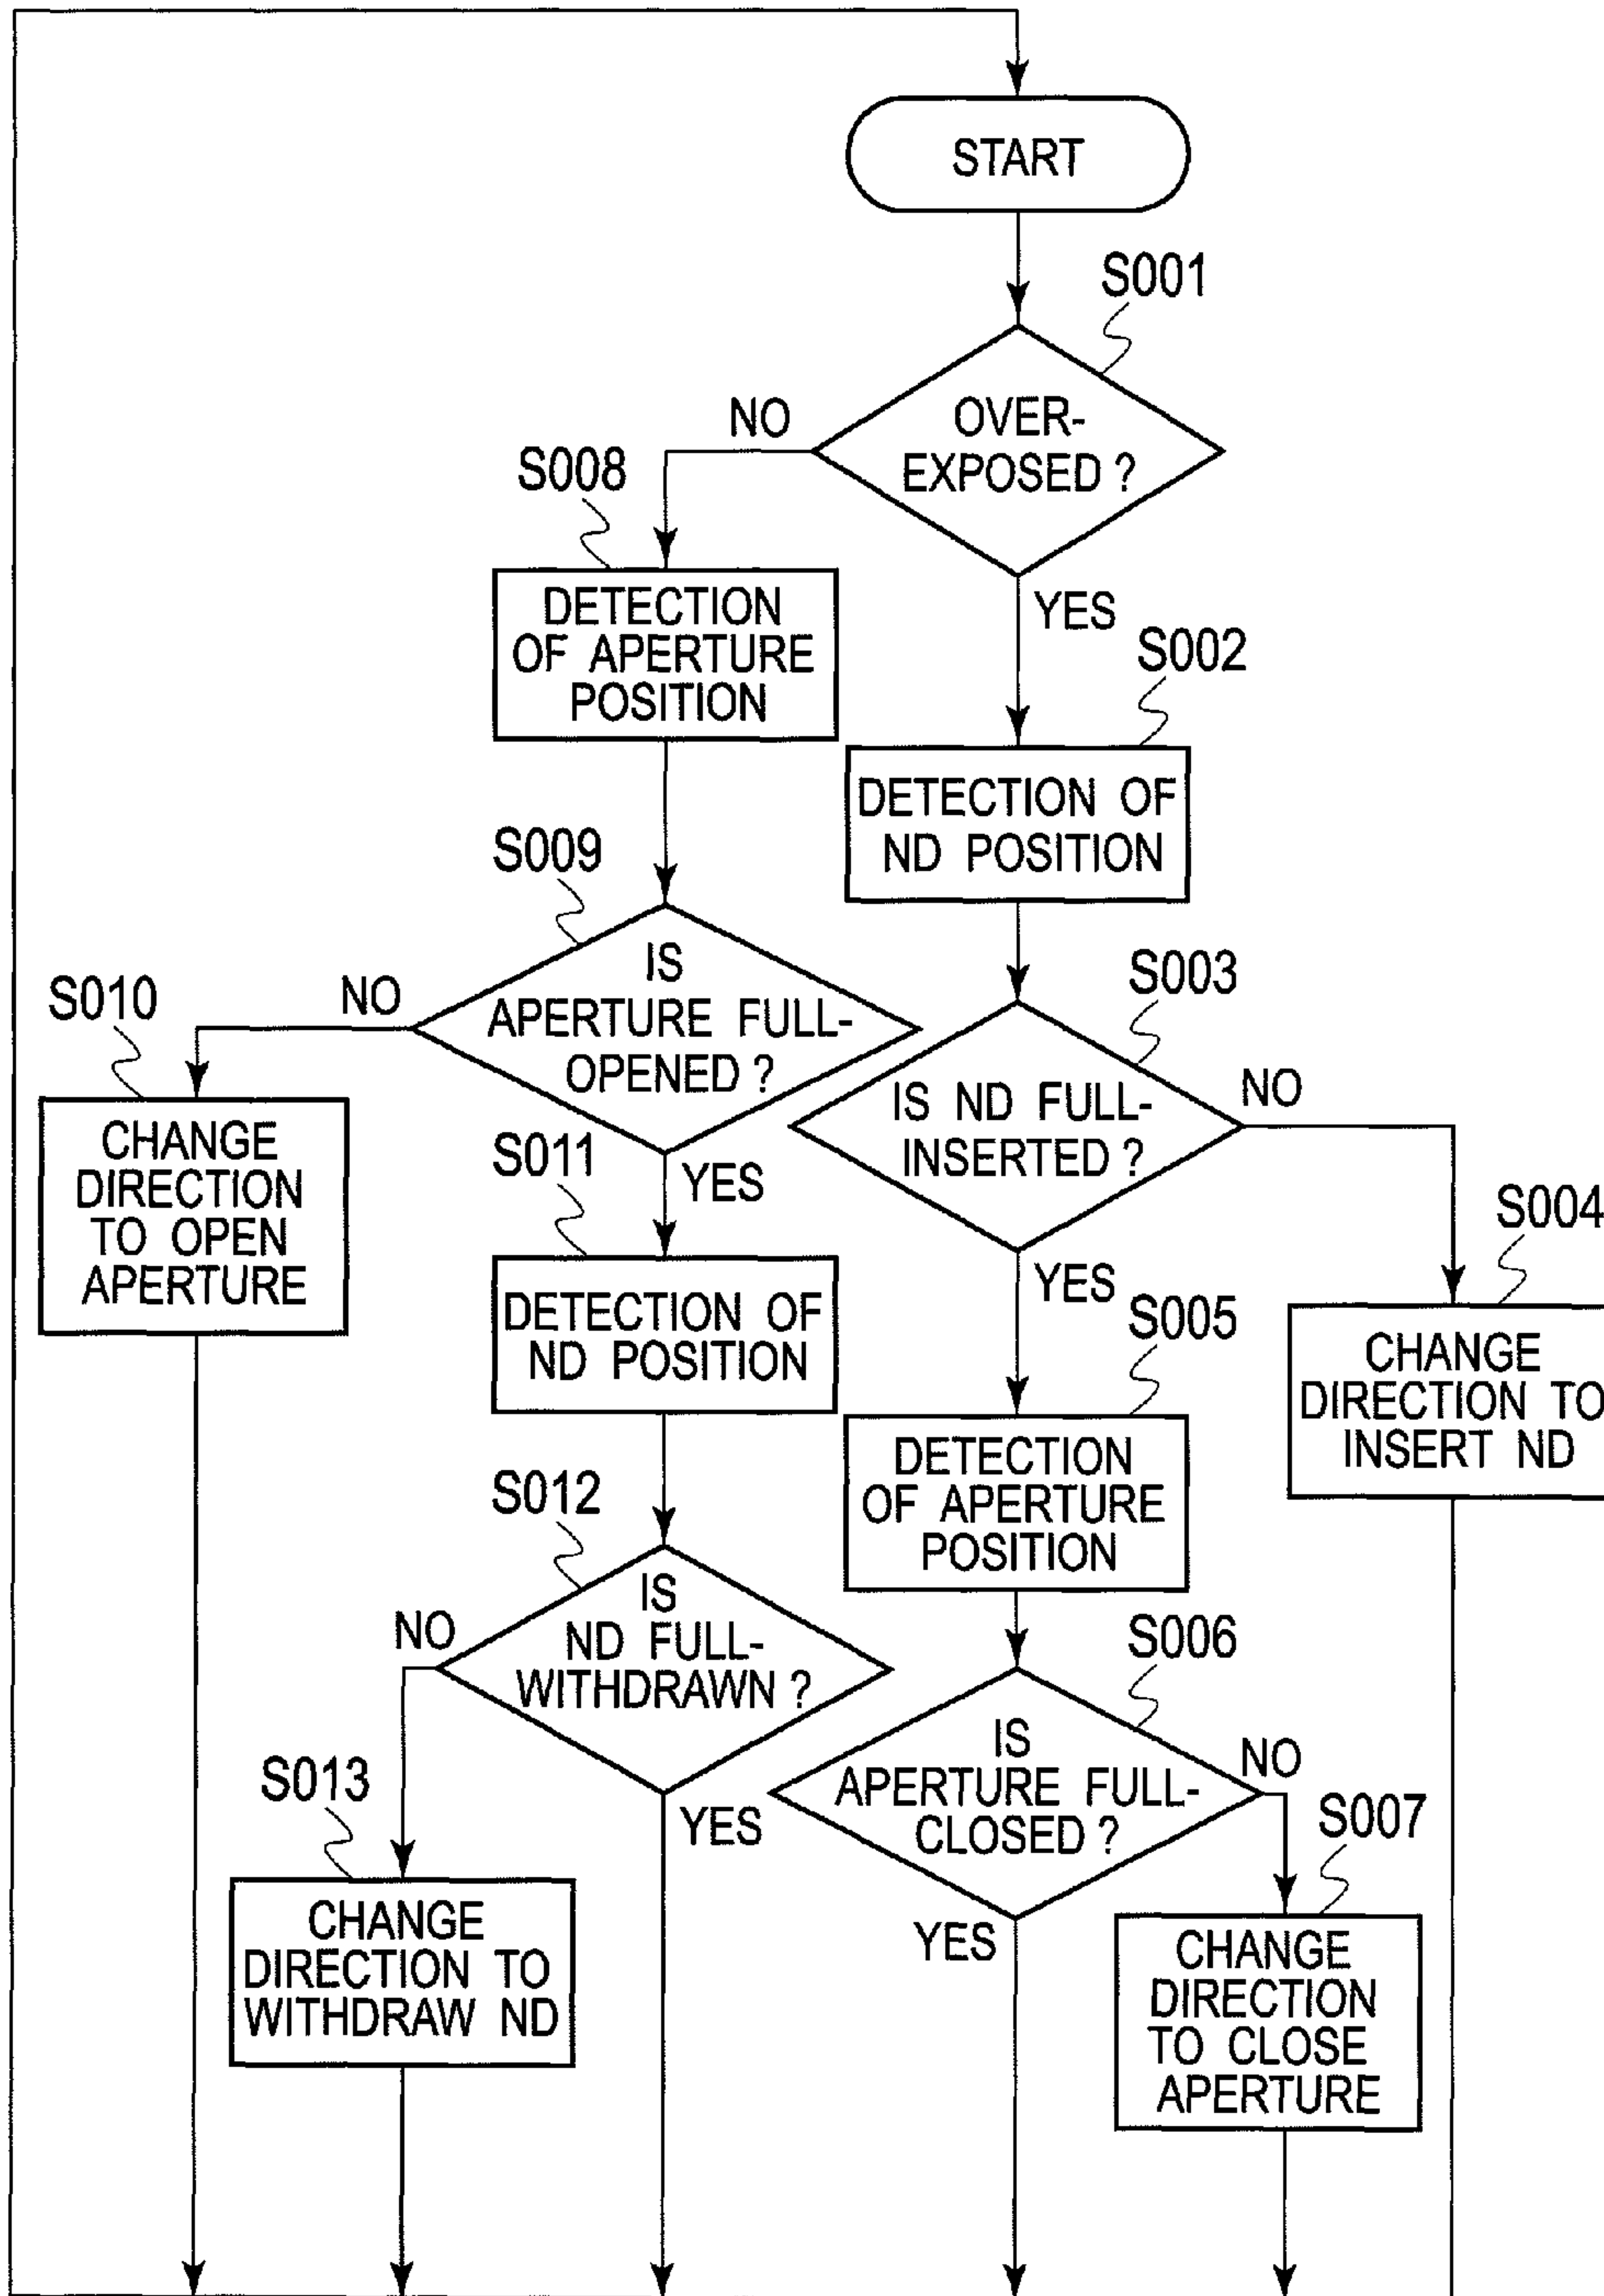 START
S001
OVER-
EXPOSED ?
NO
YES
S008
DETECTION
OF APERTURE
POSITION
S002
DETECTION OF
ND POSITION
S009
IS
APERTURE FULL-
OPENED ?
NO
YES
S003
IS ND FULL-
INSERTED ?
NO
YES
S010
CHANGE
DIRECTION
TO OPEN
APERTURE
S011
DETECTION OF
ND POSITION
S004
CHANGE
DIRECTION TO
INSERT ND
S005
DETECTION
OF APERTURE
POSITION
S012
IS
ND FULL-
WITHDRAWN ?
NO
YES
S006
IS
APERTURE FULL-
CLOSED ?
NO
YES
S013
CHANGE
DIRECTION TO
WITHDRAW ND
S007
CHANGE
DIRECTION
TO CLOSE
APERTURE